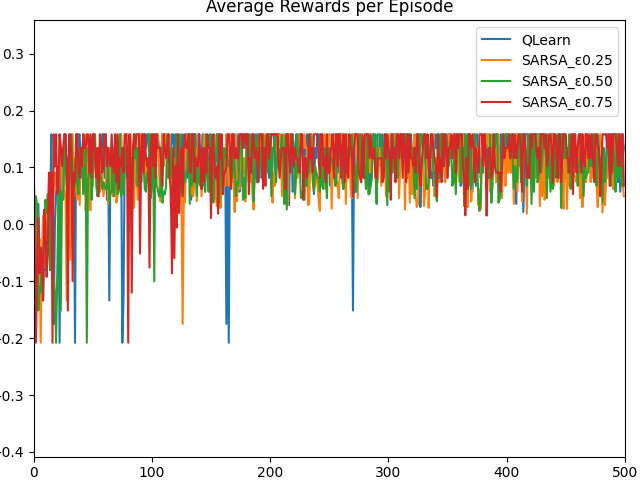 Average Rewards per Episode
QLearn
SARSA_ε0.25
SARSA_ε0.50
SARSA_ε0.75
0.3
0.2
0.1
0.0
-0.1
-0.2
-0.3
-0.4
0 100 200 300 400 500